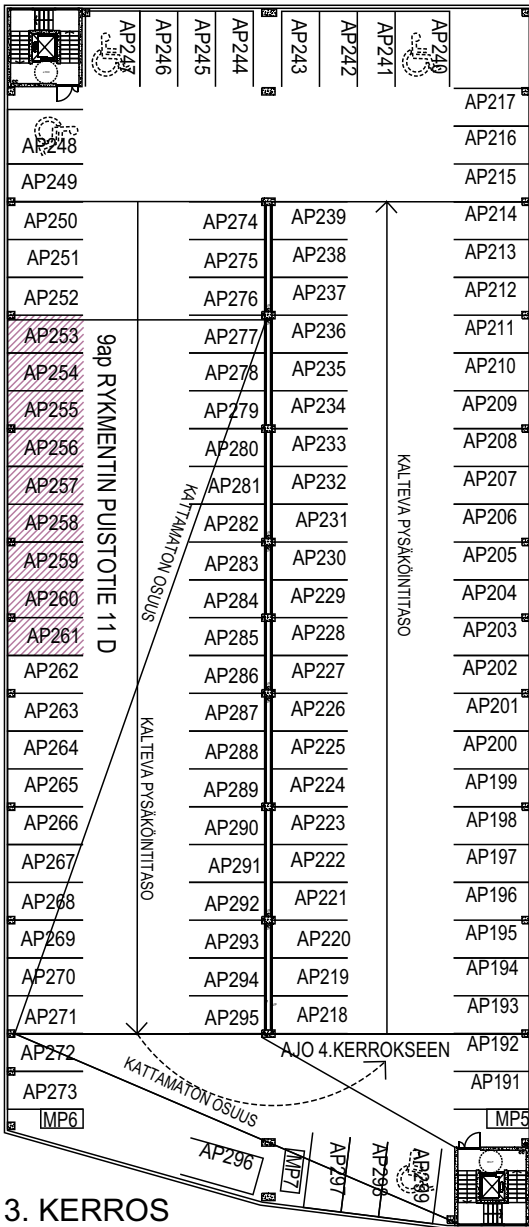 AP247
AP246
AP245
AP244
AP243
AP242
AP241
AP240
AP217
AP216
AP215
AP214
AP213
AP212
AP211
AP210
AP209
AP208
AP207
AP206
AP205
AP204
AP203
AP202
AP201
AP200
AP199
AP198
AP197
AP196
AP195
AP194
AP193
AP192
AP191
MP5
AP248
AP249
AP250
AP251
AP252
AP253
AP254
AP255
AP256
AP257
AP258
AP259
AP260
AP261
AP262
AP263
AP264
AP265
AP266
AP267
AP268
AP269
AP270
AP271
AP272
AP273
MP6
9ap RYKMENTIN PUISTOTIE 11 D
KALTEVA PYSÄKÖINTITASO
KATTAMATON OSUUS
AP274
AP275
AP276
AP277
AP278
AP279
AP280
AP281
AP282
AP283
AP284
AP285
AP286
AP287
AP288
AP289
AP290
AP291
AP292
AP293
AP294
AP295
AP239
AP238
AP237
AP236
AP235
AP234
AP233
AP232
AP231
AP230
AP229
AP228
AP227
AP226
AP225
AP224
AP223
AP222
AP221
AP220
AP219
AP218
KALTEVA PYSÄKÖINTITASO
AJO 4.KERROKSEEN
KATTAMATON OSUUS
AP296
MP7
AP297
AP298
AP299
3. KERROS